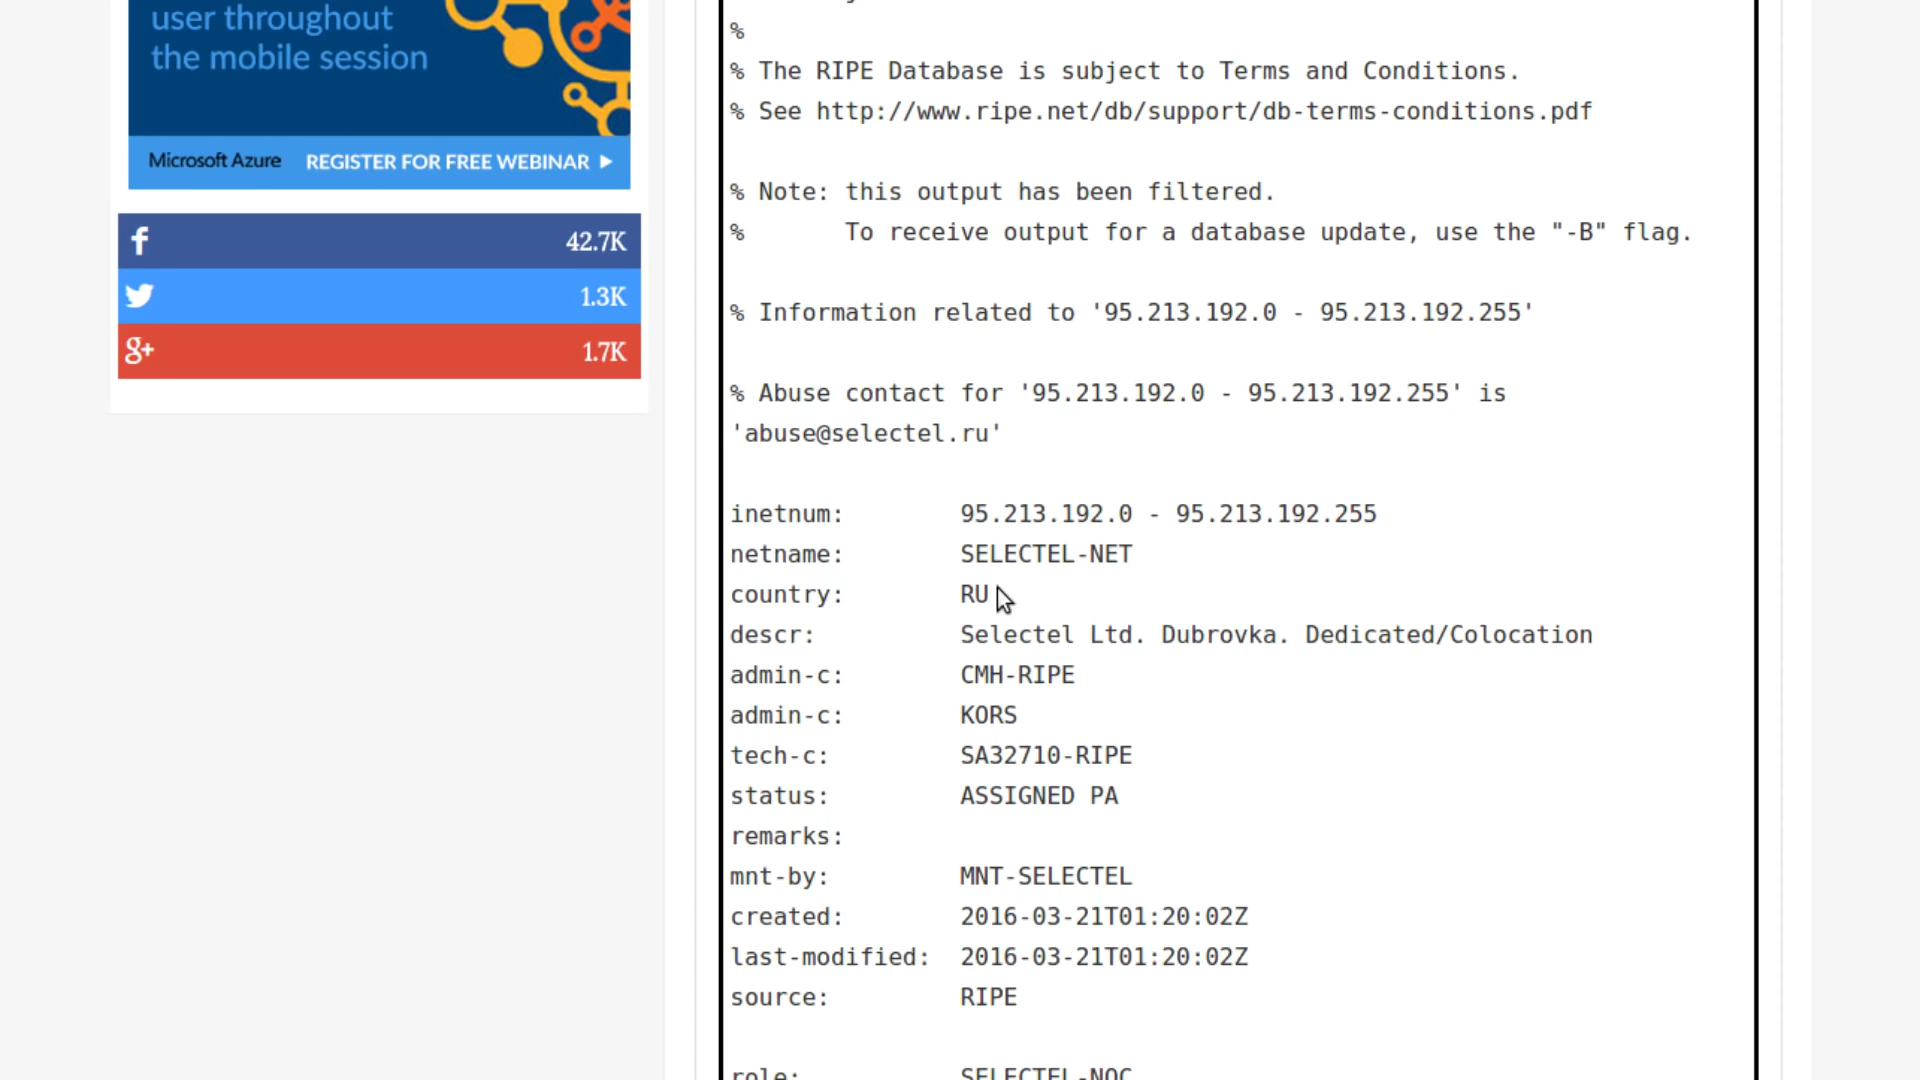 user throughout
the mobile session
Microsoft Azure REGISTER FOR FREE WEBINAR
f 42.7K
1.3K
g+ 1.7K
%
% The RIPE Database is subject to Terms and Conditions.
% See http://www.ripe.net/db/support/db-terms-conditions.pdf
% Note: this output has been filtered.
%       To receive output for a database update, use the "-B" flag.
% Information related to '95.213.192.0 - 95.213.192.255'
% Abuse contact for '95.213.192.0 - 95.213.192.255' is
'abuse@selectel.ru'
inetnum:        95.213.192.0 - 95.213.192.255
netname:        SELECTEL-NET
country:        RU
descr:          Selectel Ltd. Dubrovka. Dedicated/Colocation
admin-c:        CMH-RIPE
admin-c:        KORS
tech-c:         SA32710-RIPE
status:         ASSIGNED PA
remarks:
mnt-by:         MNT-SELECTEL
created:        2016-03-21T01:20:02Z
last-modified:  2016-03-21T01:20:02Z
source:         RIPE
role:           SELECTEL-NOC